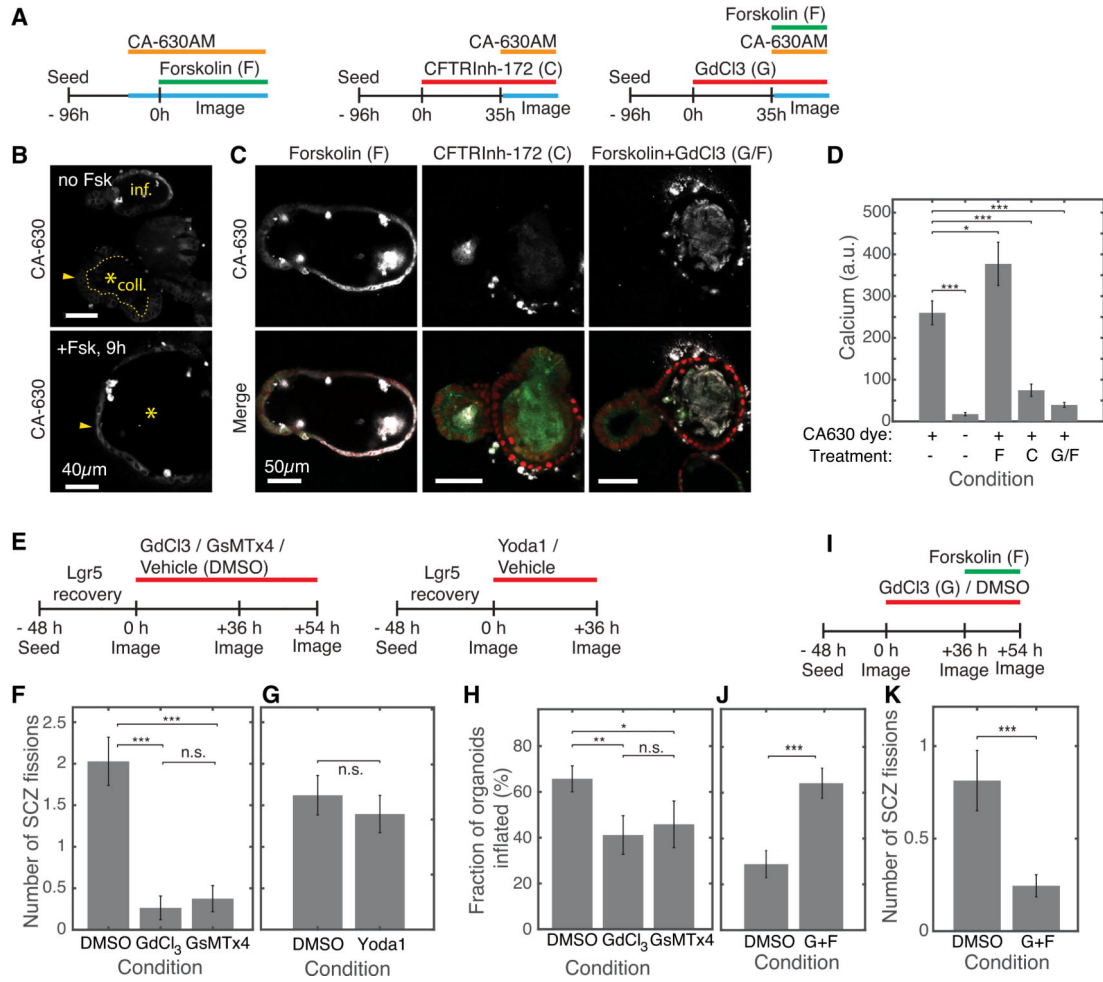 A
CA-630AM
Forskolin (F)
Seed
Image
- 96h
0h
CA-630AM
CFTRInh-172 (C)
Seed
Image
- 96h
0h
35h
Forskolin (F)
CA-630AM
GdCl3 (G)
Seed
Image
- 96h
0h
35h
B
no Fsk
inf.
CA-630
*
coll.
+Fsk, 9h
CA-630
*
40µm
C
Forskolin (F)
CFTRInh-172 (C)
Forskolin+GdCl3 (G/F)
CA-630
Merge
50µm
D
Calcium (a.u.)
500
400
300
200
100
0
***
***
*
***
CA630 dye: + - + + +
Treatment: - - F C G/F
Condition
E
GdCl3 / GsMTx4 /
Vehicle (DMSO)
Lgr5
recovery
- 48 h
Seed
0 h
Image
+36 h
Image
+54 h
Image
Yoda1 /
Vehicle
Lgr5
recovery
- 48 h
Seed
0 h
Image
+36 h
Image
I
Forskolin (F)
GdCl3 (G) / DMSO
- 48 h
Seed
0 h
Image
+36 h
Image
+54 h
Image
F
Number of SCZ fissions
2.5
2
1.5
1
0.5
0
***
***
n.s.
DMSO GdCl3 GsMTx4
Condition
G
n.s.
DMSO Yoda1
Condition
H
Fraction of organoids
inflated (%)
80
60
40
20
0
*
**
n.s.
DMSO GdCl3 GsMTx4
Condition
J
***
DMSO G+F
Condition
K
Number of SCZ fissions
1
0.5
0
***
DMSO G+F
Condition